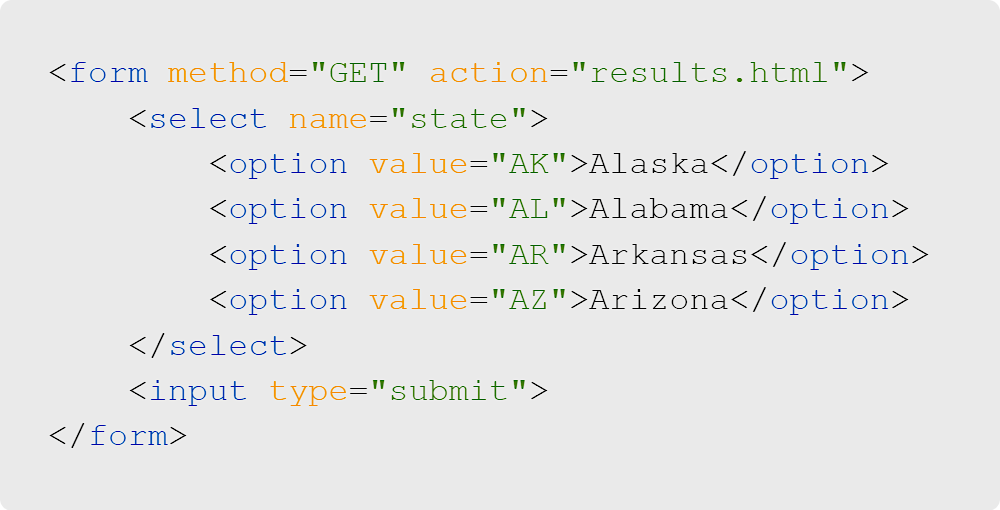 <form method="GET" action="results.html">
    <select name="state">
        <option value="AK">Alaska</option>
        <option value="AL">Alabama</option>
        <option value="AR">Arkansas</option>
        <option value="AZ">Arizona</option>
    </select>
    <input type="submit">
</form>